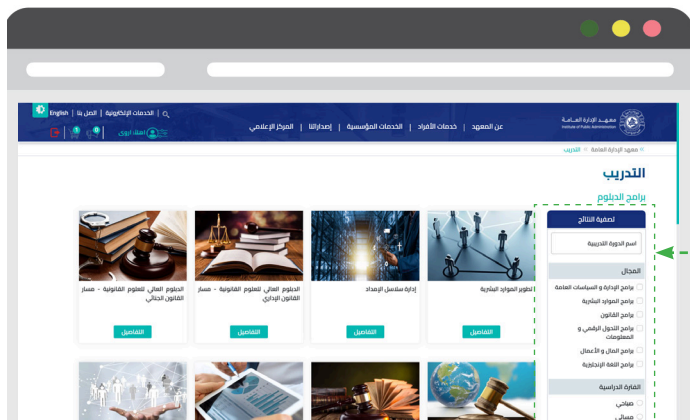 الخدمات الإلكترونية | اتصل بنا | English
اهلا، اروى
0
1
معهد الإدارة العامة
Institute of Public Administration
عن المعهد | خدمات الأفراد | الخدمات المؤسسية | إصداراتنا | المركز الإعلامي
معهد الإدارة العامة » التدريب
التدريب
برامج الدبلوم
تصفية النتائج
اسم الدورة التدريبية
المجال
برامج الإدارة و السياسات العامة
برامج الموارد البشرية
برامج القانون
برامج التحول الرقمي و
المعلومات
برامج المال و الأعمال
برامج اللغة الإنجليزية
الفترة الدراسية
صباحي
مسائي
تطوير الموارد البشرية
التفاصيل
إدارة سلاسل الإمداد
التفاصيل
الدبلوم العالي للعلوم القانونية - مسار
القانون الإداري
التفاصيل
الدبلوم العالي للعلوم القانونية - مسار
القانون الجنائي
التفاصيل